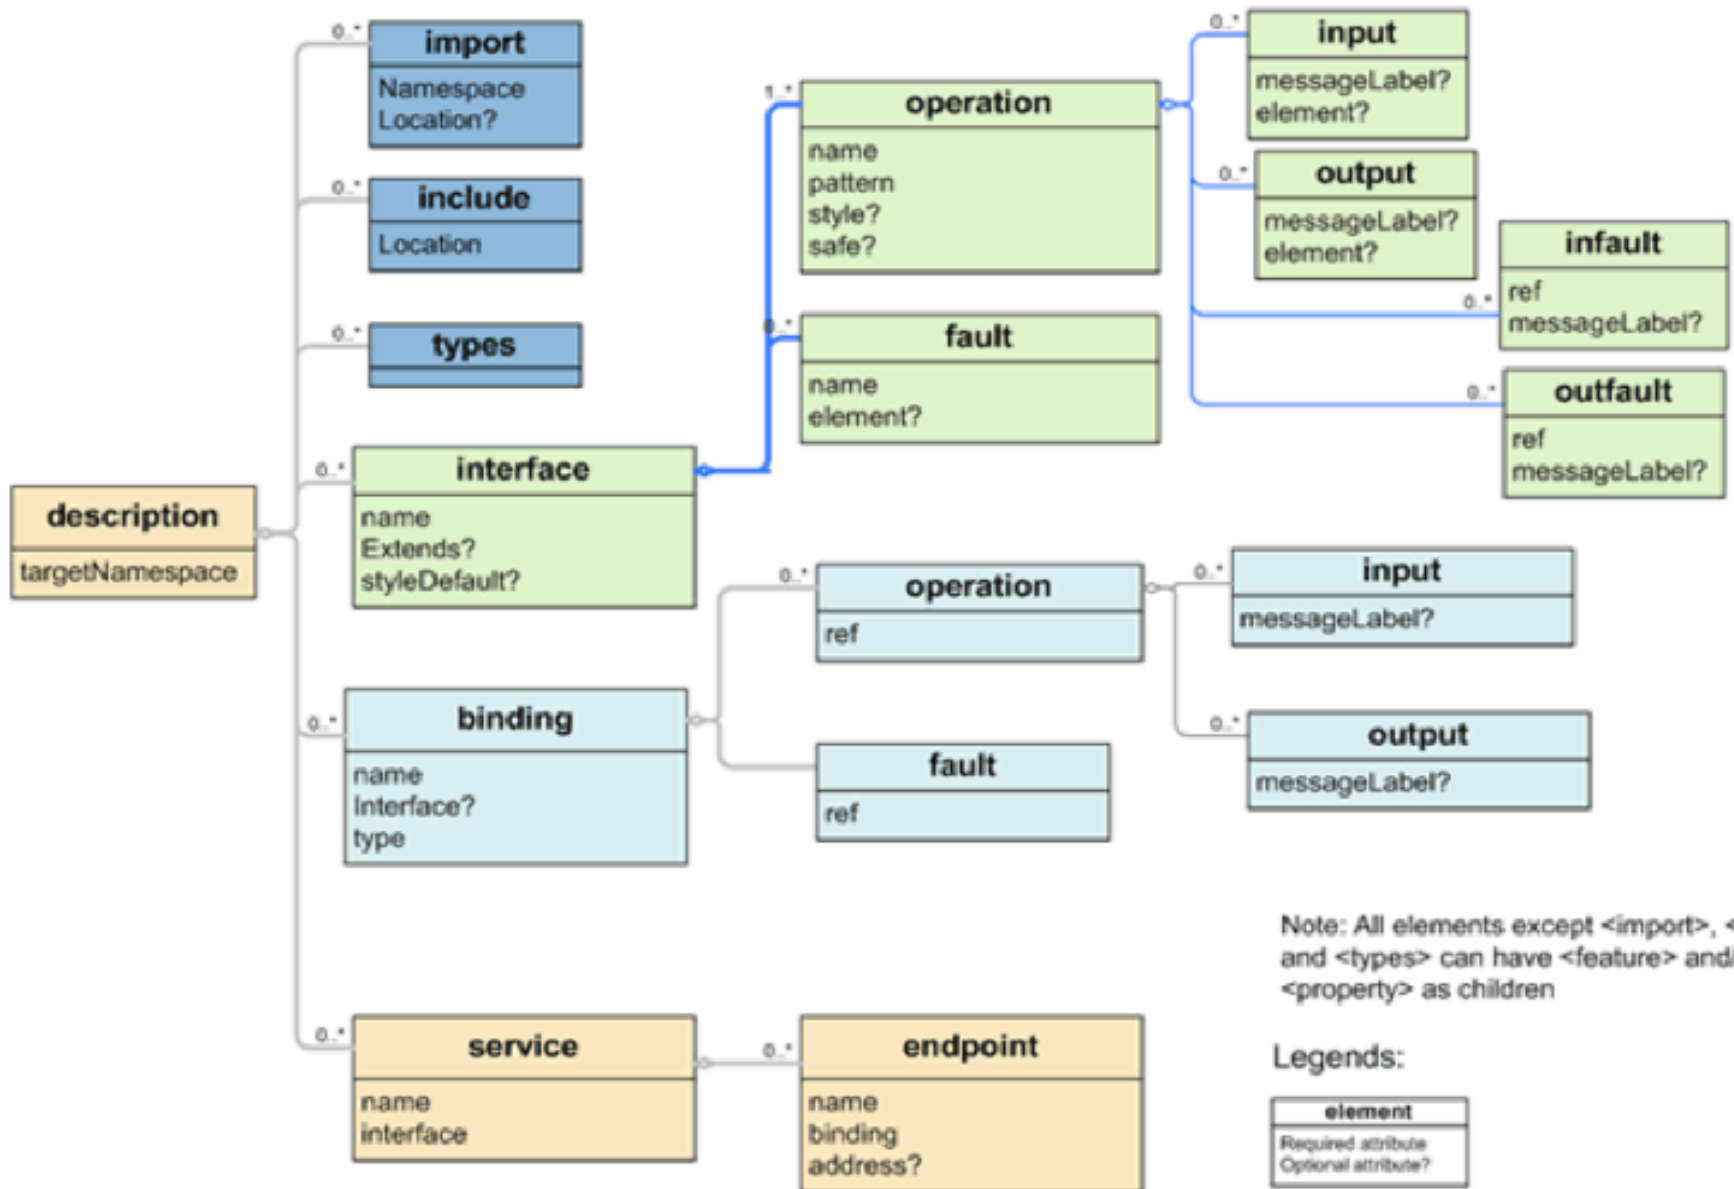 0..*
import
Namespace
Location?
0..*
include
Location
0..*
types
0..*
interface
name
Extends?
styleDefault?
description
targetNamespace
0..*
binding
name
Interface?
type
0..*
service
name
interface
1..*
operation
name
pattern
style?
safe?
0..*
fault
name
element?
0..*
input
messageLabel?
element?
0..*
output
messageLabel?
element?
0..*
infault
ref
messageLabel?
0..*
outfault
ref
messageLabel?
0..*
operation
ref
fault
ref
0..*
input
messageLabel?
0..*
output
messageLabel?
0..*
endpoint
name
binding
address?
Note: All elements except <import>, <
and <types> can have <feature> and/
<property> as children
Legends:
element
Required attribute
Optional attribute?